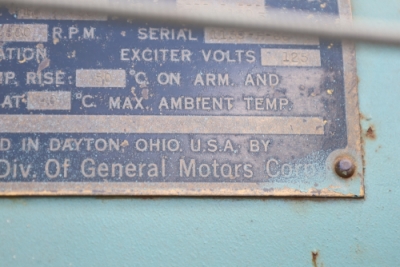 R.P.M. SERIAL
ATION EXCITER VOLTS 125
P. RISE: °C ON ARM. AND
AT °C. MAX. AMBIENT TEMP.
D IN DAYTON, OHIO, U.S.A., BY
Div. Of General Motors Corp